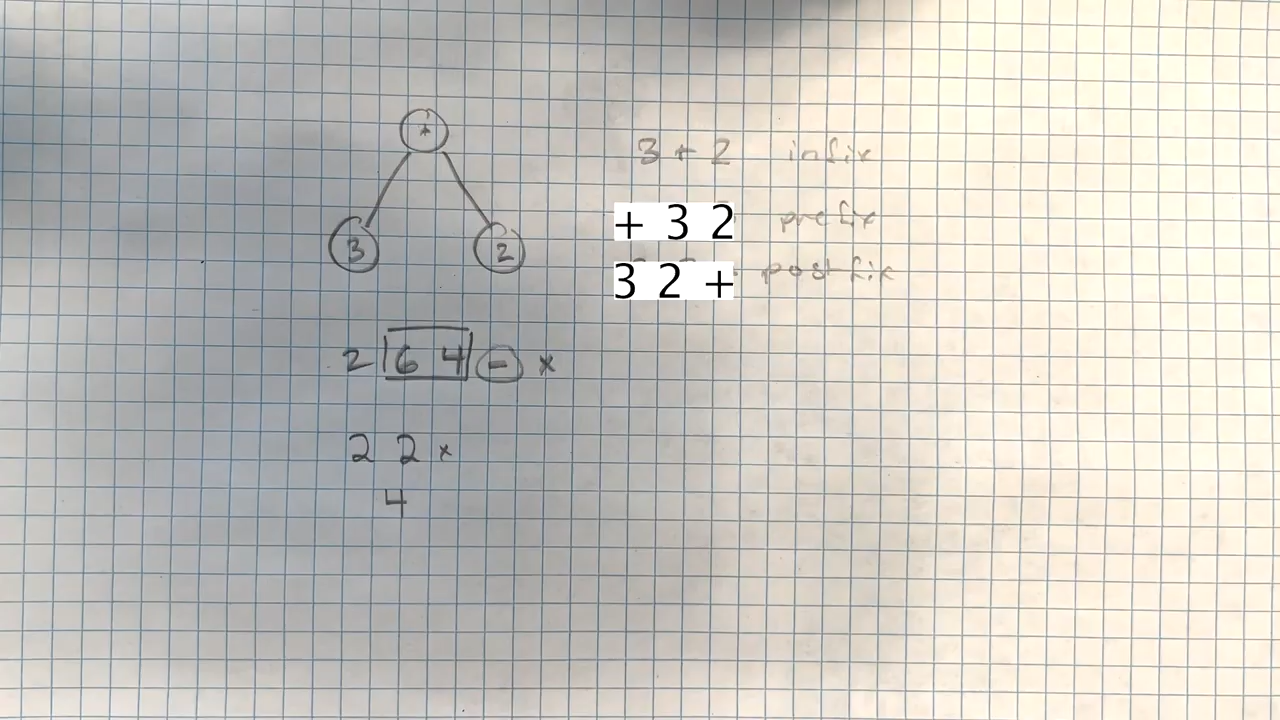 +
3 2
3 + 2 infix
+ 3 2 prefix
3 2 + postfix
2 6 4 - ×
2 2 ×
4